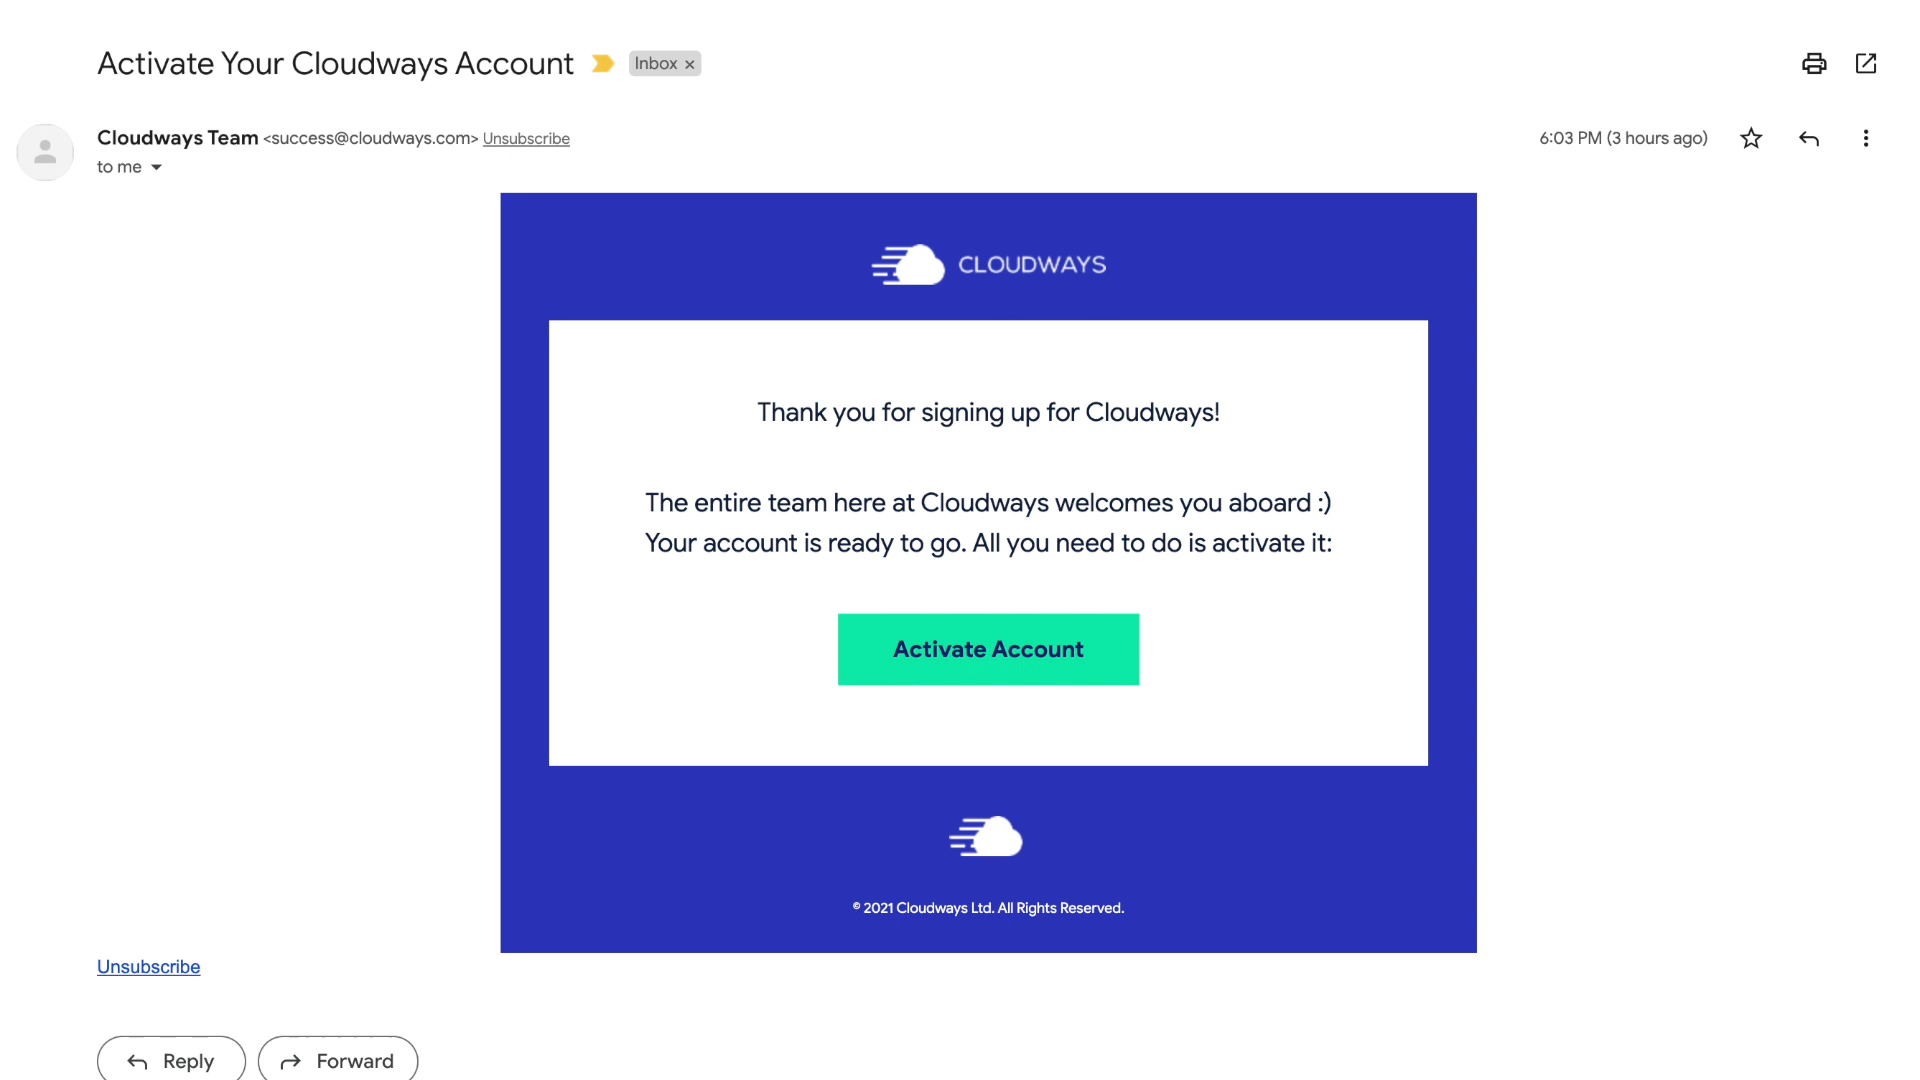 Activate Your Cloudways Account
Inbox ×
Cloudways Team <success@cloudways.com> Unsubscribe
6:03 PM (3 hours ago)
to me
CLOUDWAYS
Thank you for signing up for Cloudways!
The entire team here at Cloudways welcomes you aboard :)
Your account is ready to go. All you need to do is activate it:
Activate Account
© 2021 Cloudways Ltd. All Rights Reserved.
Unsubscribe
Reply
Forward